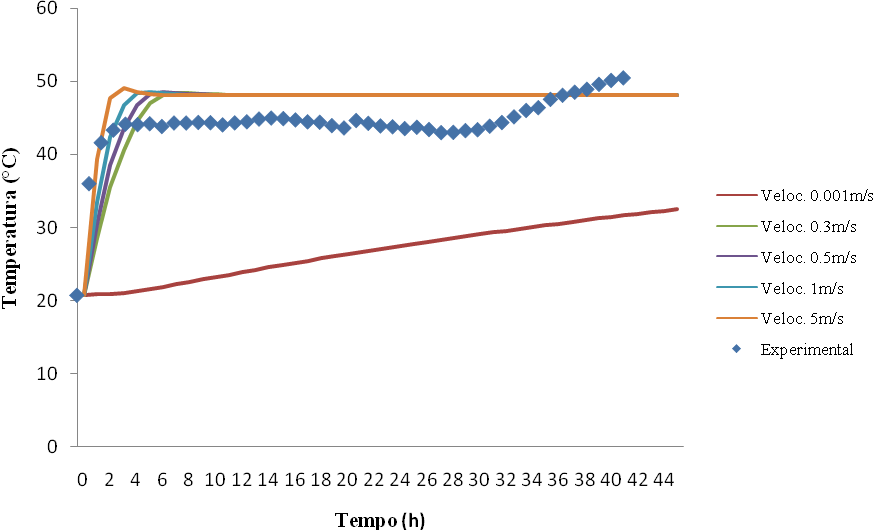 60
50
40
30
20
10
0
Temperatura (°C)
0 2 4 6 8 10 12 14 16 18 20 22 24 26 28 30 32 34 36 38 40 42 44
Tempo (h)
Veloc. 0.001m/s
Veloc. 0.3m/s
Veloc. 0.5m/s
Veloc. 1m/s
Veloc. 5m/s
Experimental